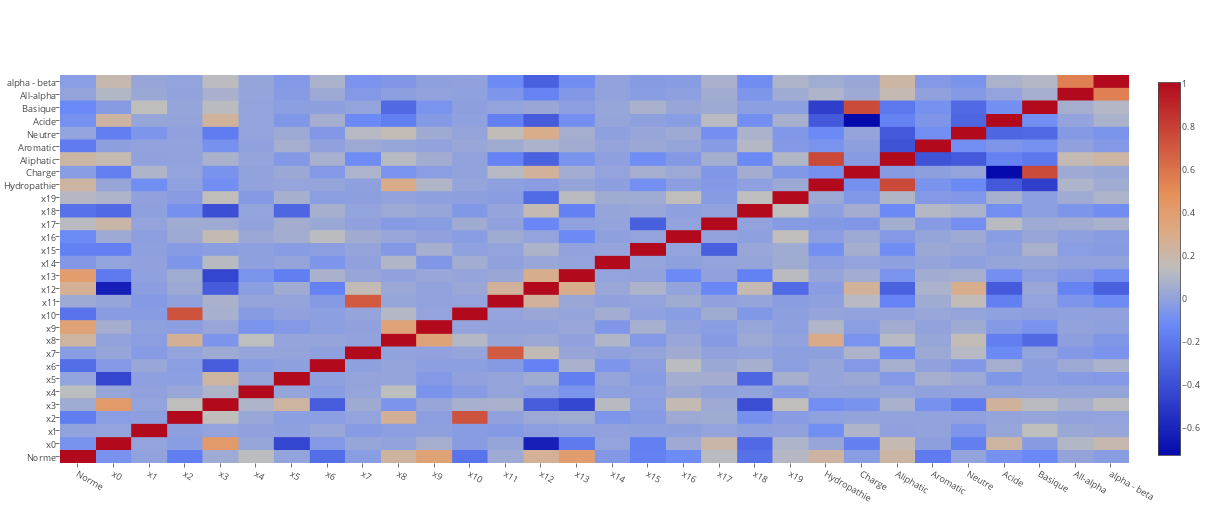 alpha - beta
All-alpha
Basique
Acide
Neutre
Aromatic
Aliphatic
Charge
Hydropathie
x19
x18
x17
x16
x15
x14
x13
x12
x11
x10
x9
x8
x7
x6
x5
x4
x3
x2
x1
x0
Norme
Norme x0 x1 x2 x3 x4 x5 x6 x7 x8 x9 x10 x11 x12 x13 x14 x15 x16 x17 x18 x19 Hydropathie Charge Aliphatic Aromatic Neutre Acide Basique All-alpha alpha - beta
1
0.8
0.6
0.4
0.2
0
−0.2
−0.4
−0.6